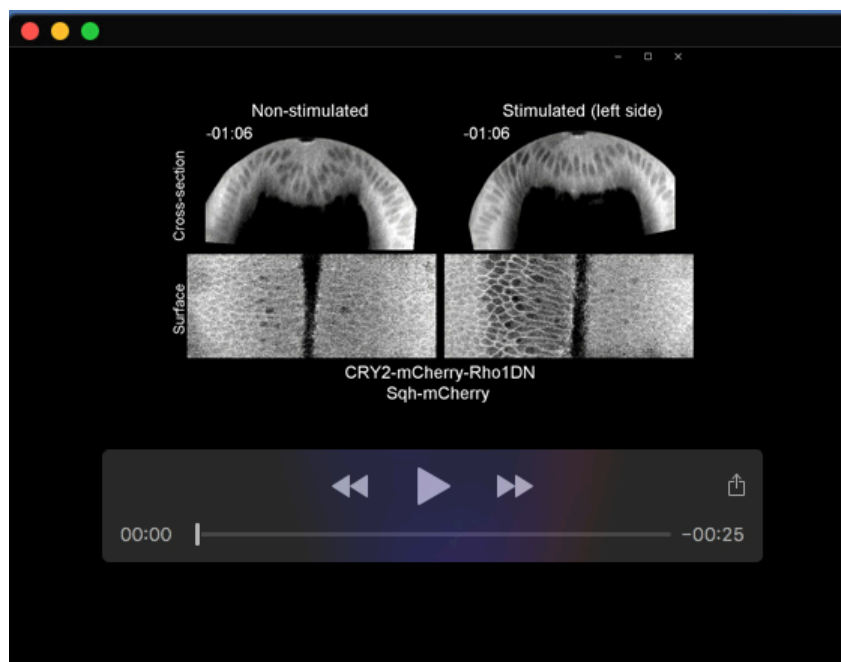 Non-stimulated
Stimulated (left side)
-01:06
-01:06
Cross-section
Surface
CRY2-mCherry-Rho1DN
Sqh-mCherry
00:00
-00:25